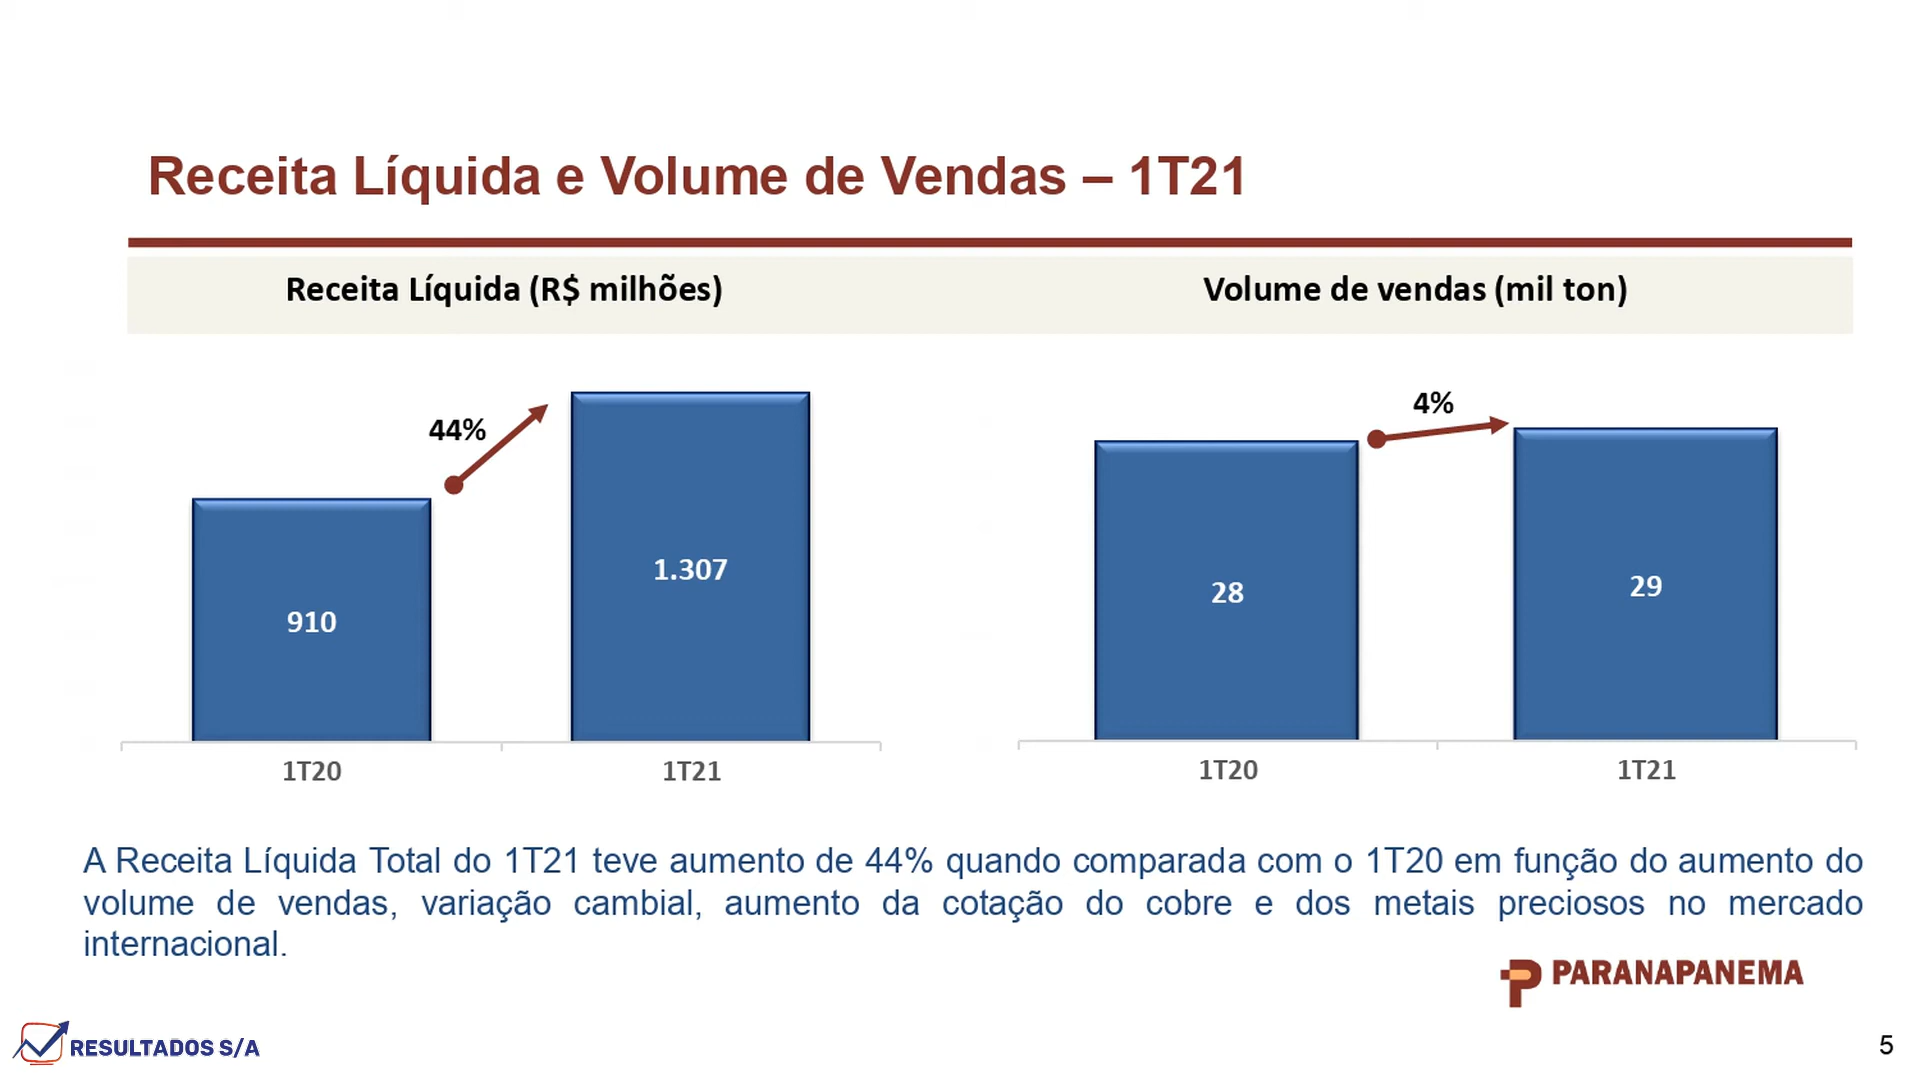 Receita Líquida e Volume de Vendas – 1T21
Receita Líquida (R$ milhões)
Volume de vendas (mil ton)
44%
910
1.307
1T20
1T21
4%
28
29
1T20
1T21
A Receita Líquida Total do 1T21 teve aumento de 44% quando comparada com o 1T20 em função do aumento do
volume de vendas, variação cambial, aumento da cotação do cobre e dos metais preciosos no mercado
internacional.
PARANAPANEMA
RESULTADOS S/A
5